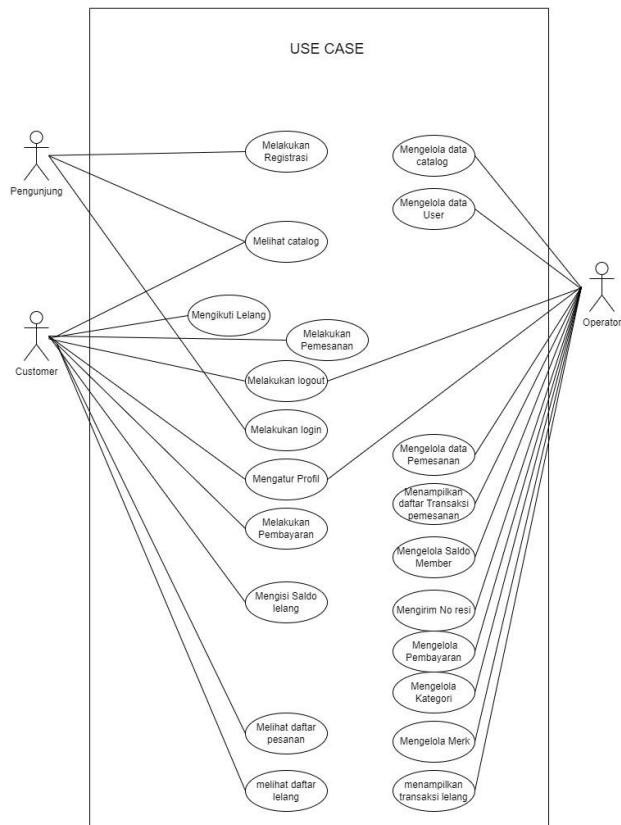 USE CASE
Melakukan
Registrasi
Mengelola data
catalog
Pengunjung
Mengelola data
User
Melihat catalog
Mengikuti Lelang
Operator
Melakukan
Pemesanan
Customer
Melakukan logout
Melakukan login
Mengelola data
Pemesanan
Mengatur Profil
Menampilkan
daftar Transaksi
pemesanan
Melakukan
Pembayaran
Mengelola Saldo
Member
Mengisi Saldo
lelang
Mengirim No resi
Mengelola
Pembayaran
Mengelola
Kategori
Melihat daftar
pesanan
Mengelola Merk
melihat daftar
lelang
menampilkan
transaksi lelang